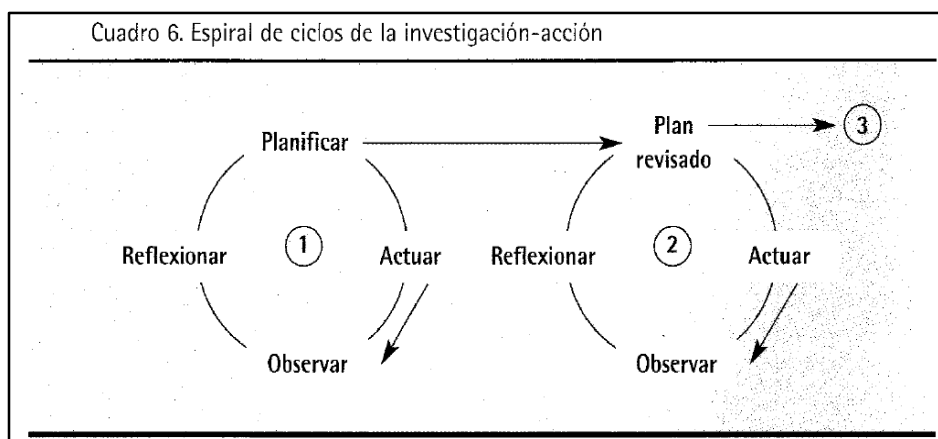 Cuadro 6. Espiral de ciclos de la investigación-acción
Planificar
Reflexionar
1
Actuar
Observar
Plan
revisado
3
Reflexionar
2
Actuar
Observar